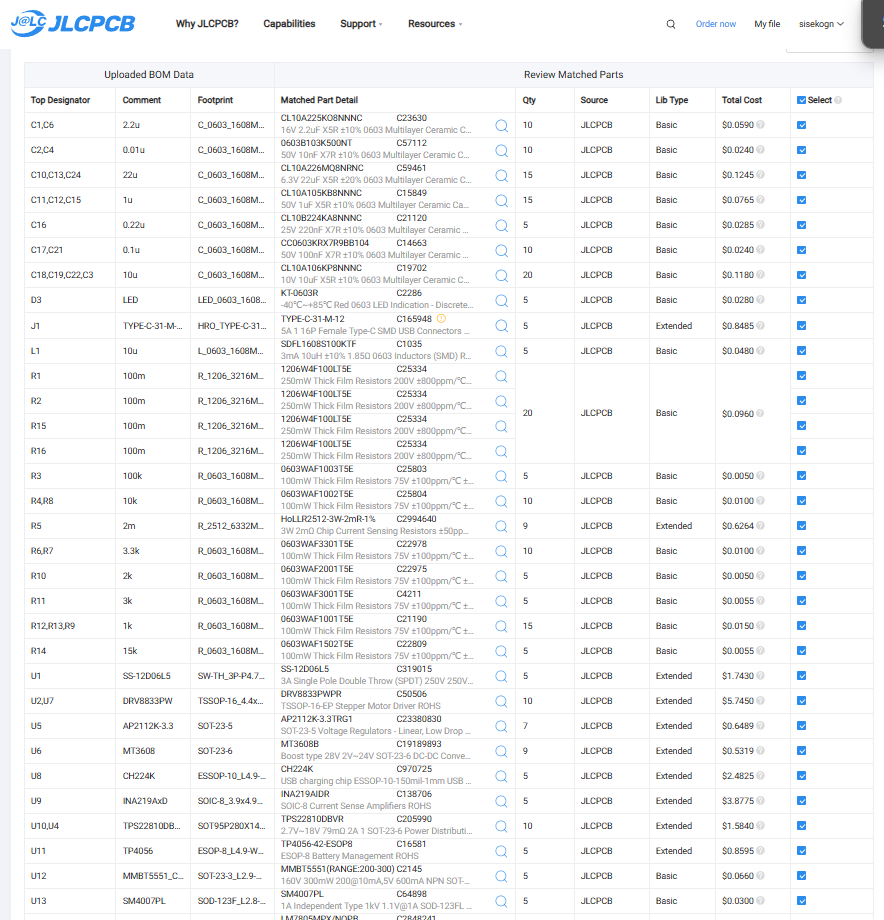 J@LC JLCPCB
Why JLCPCB? Capabilities Support Resources Order now My file sisekogn
Uploaded BOM Data Review Matched Parts
Top Designator Comment Footprint Matched Part Detail Qty Source Lib Type Total Cost Select
C1,C6 2.2u C_0603_1608M... CL10A225KO8NNNC C23630 10 JLCPCB Basic $0.0590
16V 2.2uF X5R ±10% 0603 Multilayer Ceramic C...
C2,C4 0.01u C_0603_1608M... 0603B103K500NT C57112 10 JLCPCB Basic $0.0240
50V 10nF X7R ±10% 0603 Multilayer Ceramic C...
C10,C13,C24 22u C_0603_1608M... CL10A226MQ8NRNC C59461 15 JLCPCB Basic $0.1245
6.3V 22uF X5R ±20% 0603 Multilayer Ceramic C...
C11,C12,C15 1u C_0603_1608M... CL10A105KB8NNNC C15849 15 JLCPCB Basic $0.0765
50V 1uF X5R ±10% 0603 Multilayer Ceramic Ca...
C16 0.22u C_0603_1608M... CL10B224KA8NNNC C21120 5 JLCPCB Basic $0.0285
25V 220nF X7R ±10% 0603 Multilayer Ceramic ...
C17,C21 0.1u C_0603_1608M... CC0603KRX7R9BB104 C14663 10 JLCPCB Basic $0.0240
50V 100nF X7R ±10% 0603 Multilayer Ceramic ...
C18,C19,C22,C3 10u C_0603_1608M... CL10A106KP8NNNC C19702 20 JLCPCB Basic $0.1180
10V 10uF X5R ±10% 0603 Multilayer Ceramic C...
D3 LED LED_0603_1608... KT-0603R C2286 5 JLCPCB Basic $0.0280
-40℃~+85℃ Red 0603 LED Indication - Discrete...
J1 TYPE-C-31-M-... HRO_TYPE-C-31... TYPE-C-31-M-12 C165948 5 JLCPCB Extended $0.8485
5A 1 16P Female Type-C SMD USB Connectors ...
L1 10u L_0603_1608M... SDFL1608S100KTF C1035 5 JLCPCB Basic $0.0480
3mA 10uH ±10% 1.85Ω 0603 Inductors (SMD) R...
R1 100m R_1206_3216M... 1206W4F100LT5E C25334
250mW Thick Film Resistors 200V ±800ppm/℃...
R2 100m R_1206_3216M... 1206W4F100LT5E C25334
250mW Thick Film Resistors 200V ±800ppm/℃...
20 JLCPCB Basic $0.0960
R15 100m R_1206_3216M... 1206W4F100LT5E C25334
250mW Thick Film Resistors 200V ±800ppm/℃...
R16 100m R_1206_3216M... 1206W4F100LT5E C25334
250mW Thick Film Resistors 200V ±800ppm/℃...
R3 100k R_0603_1608M... 0603WAF1003T5E C25803 5 JLCPCB Basic $0.0050
100mW Thick Film Resistors 75V ±100ppm/℃ ±...
R4,R8 10k R_0603_1608M... 0603WAF1002T5E C25804 10 JLCPCB Basic $0.0100
100mW Thick Film Resistors 75V ±100ppm/℃ ±...
R5 2m R_2512_6332M... HoLLR2512-3W-2mR-1% C2994640 9 JLCPCB Extended $0.6264
3W 2mΩ Chip Current Sensing Resistors ±50pp...
R6,R7 3.3k R_0603_1608M... 0603WAF3301T5E C22978 10 JLCPCB Basic $0.0100
100mW Thick Film Resistors 75V ±100ppm/℃ ±...
R10 2k R_0603_1608M... 0603WAF2001T5E C22975 5 JLCPCB Basic $0.0050
100mW Thick Film Resistors 75V ±100ppm/℃ ±...
R11 3k R_0603_1608M... 0603WAF3001T5E C4211 5 JLCPCB Basic $0.0055
100mW Thick Film Resistors 75V ±100ppm/℃ ±...
R12,R13,R9 1k R_0603_1608M... 0603WAF1001T5E C21190 15 JLCPCB Basic $0.0150
100mW Thick Film Resistors 75V ±100ppm/℃ ±...
R14 15k R_0603_1608M... 0603WAF1502T5E C22809 5 JLCPCB Basic $0.0055
100mW Thick Film Resistors 75V ±100ppm/℃ ±...
U1 SS-12D06L5 SW-TH_3P-P4.7... SS-12D06L5 C319015 5 JLCPCB Extended $1.7430
3A Single Pole Double Throw (SPDT) 250V 250V...
U2,U7 DRV8833PW TSSOP-16_4.4x... DRV8833PWPR C50506 10 JLCPCB Extended $5.7450
TSSOP-16-EP Stepper Motor Driver ROHS
U5 AP2112K-3.3 SOT-23-5 AP2112K-3.3TRG1 C23380830 7 JLCPCB Extended $0.6489
SOT-23-5 Voltage Regulators - Linear, Low Drop ...
U6 MT3608 SOT-23-6 MT3608B C19189893 9 JLCPCB Extended $0.5319
Boost type 28V 2V~24V SOT-23-6 DC-DC Conve...
U8 CH224K ESSOP-10_L4.9-... CH224K C970725 5 JLCPCB Extended $2.4825
USB charging chip ESSOP-10-150mil-1mm USB ...
U9 INA219AxD SOIC-8_3.9x4.9... INA219AIDR C138706 5 JLCPCB Extended $3.8775
SOIC-8 Current Sense Amplifiers ROHS
U10,U4 TPS22810DB... SOT95P280X14... TPS22810DBVR C205990 10 JLCPCB Extended $1.5840
2.7V~18V 79mΩ 2A 1 SOT-23-6 Power Distributi...
U11 TP4056 ESOP-8_L4.9-W... TP4056-42-ESOP8 C16581 5 JLCPCB Extended $0.8595
ESOP-8 Battery Management ROHS
U12 MMBT5551_C... SOT-23-3_L2.9-... MMBT5551(RANGE:200-300) C2145 5 JLCPCB Basic $0.0660
160V 300mW 200@10mA,5V 600mA NPN SOT-...
U13 SM4007PL SOD-123F_L2.8-... SM4007PL C64898 5 JLCPCB Basic $0.0300
1A Independent Type 1kV 1.1V@1A SOD-123FL ...
LM7805MPX/NOPB C2848241